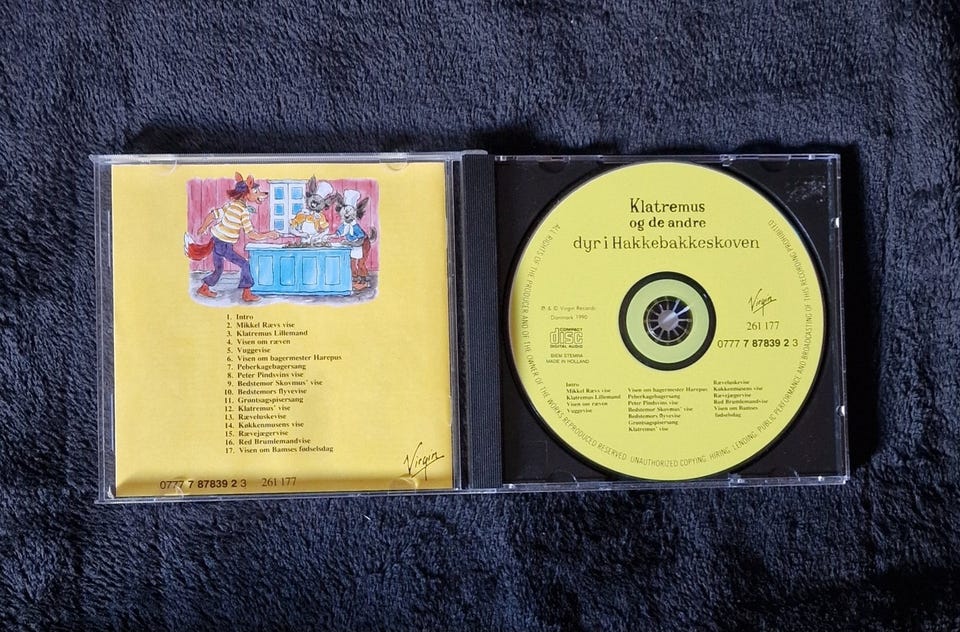 1. Intro
2. Mikkel Rævs vise
3. Klatremus Lillemand
4. Visen om ræven
5. Vuggevise
6. Visen om bagermester Harepus
7. Peberkagebagersang
8. Peter Pindsvins vise
9. Bedstemor Skovmus' vise
10. Bedstemors flyvevise
11. Grøntsagspisersang
12. Klatremus' vise
13. Ræveluskevise
14. Køkkenmusens vise
15. Rævejægervise
16. Red Brumlemandvise
17. Visen om Bamses fødselsdag
Virgin
0777 7 87839 2 3 261 177
Klatremus
og de andre
dyr i Hakkebakkeskoven
ALL RIGHTS OF THE PRODUCER AND OF THE OWNER OF THE WORKS REPRODUCED RESERVED. UNAUTHORIZED COPYING, HIRING, LENDING, PUBLIC PERFORMANCE AND BROADCASTING OF THIS RECORDING PROHIBITED
℗ & © Virgin Records
Danmark 1990
COMPACT
disc
DIGITAL AUDIO
BIEM STEMRA
MADE IN HOLLAND
Virgin
261 177
0777 7 87839 2 3
Intro
Mikkel Rævs vise
Klatremus Lillemand
Visen om ræven
Vuggevise
Visen om bagermester Harepus
Peberkagebagersang
Peter Pindsvins vise
Bedstemor Skovmus' vise
Bedstemors flyvevise
Grøntsagspisersang
Klatremus' vise
Ræveluskevise
Køkkenmusens vise
Rævejægervise
Red Brumlemandvise
Visen om Bamses
fødselsdag